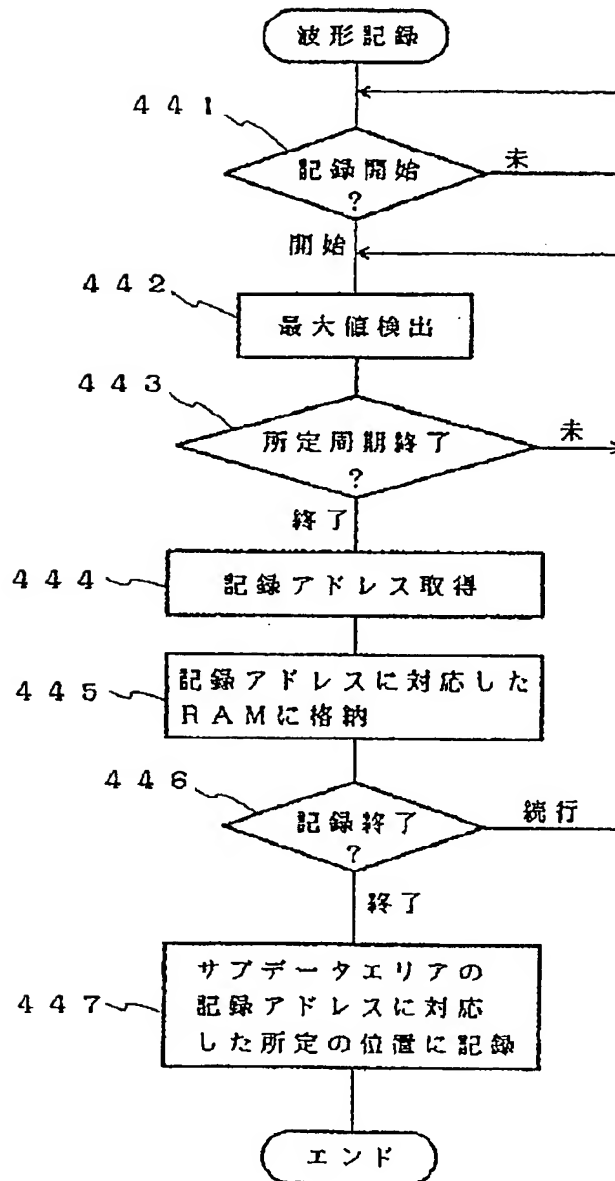 波形記録
441
記録開始
?
未
開始
442
最大値検出
443
所定周期終了
?
未
終了
444
記録アドレス取得
445
記録アドレスに対応した
RAMに格納
446
記録終了
?
続行
終了
447
サブデータエリアの
記録アドレスに対応
した所定の位置に記録
エンド